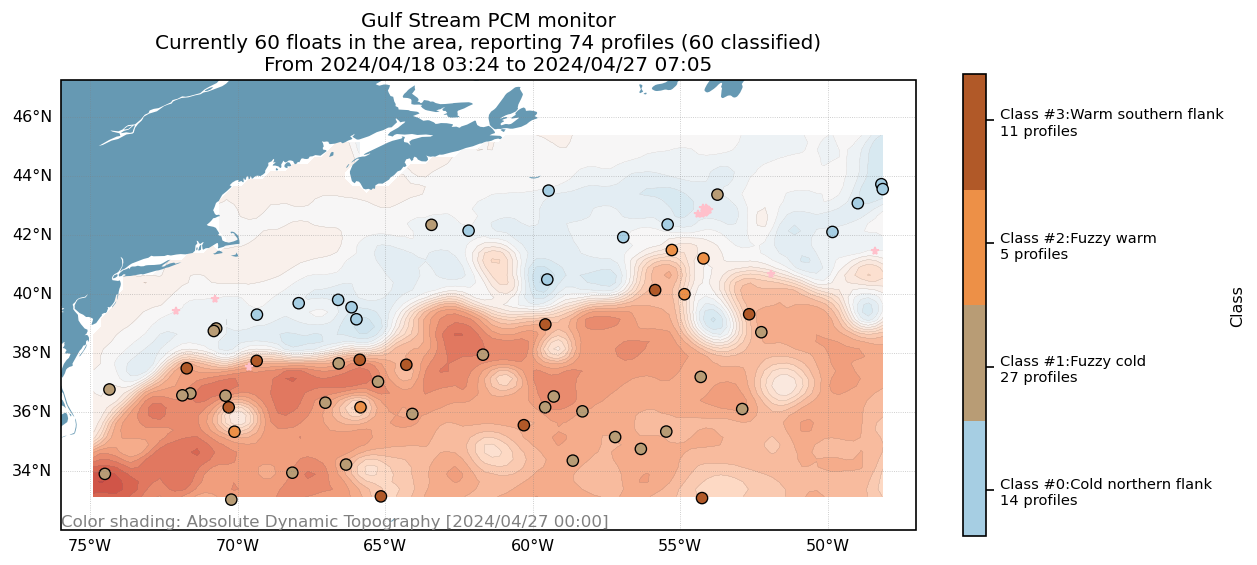 Gulf Stream PCM monitor
Currently 60 floats in the area, reporting 74 profiles (60 classified)
From 2024/04/18 03:24 to 2024/04/27 07:05
46°N
44°N
42°N
40°N
38°N
36°N
34°N
Color shading: Absolute Dynamic Topography [2024/04/27 00:00]
75°W
70°W
65°W
60°W
55°W
50°W
Class #3:Warm southern flank
11 profiles
Class #2:Fuzzy warm
5 profiles
Class #1:Fuzzy cold
27 profiles
Class #0:Cold northern flank
14 profiles
Class